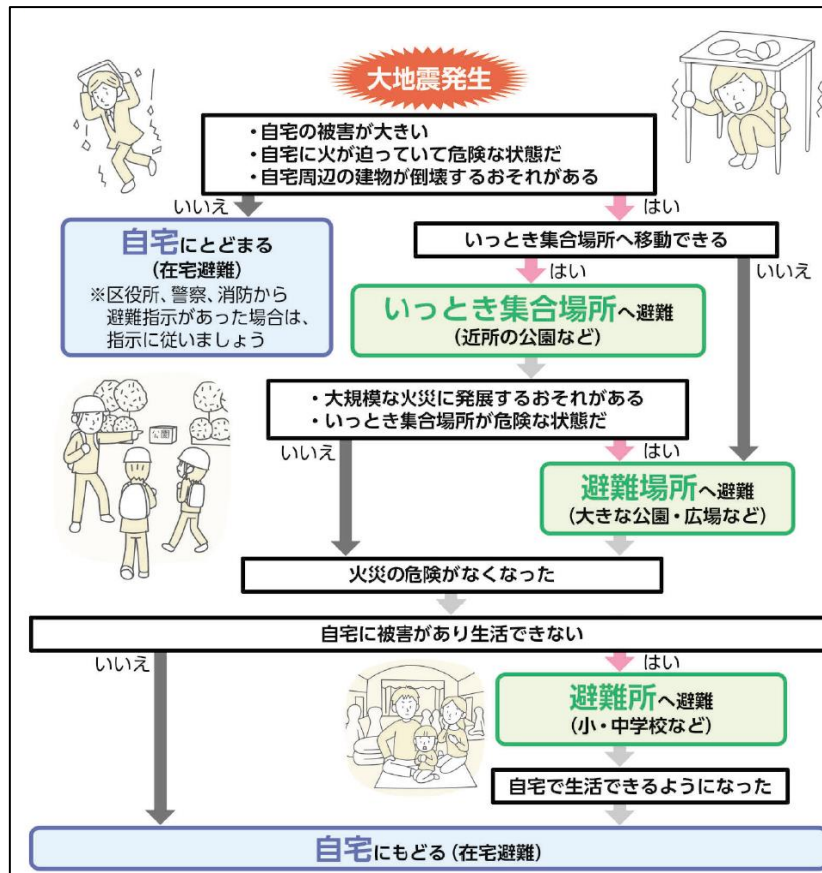 大地震発生
・自宅の被害が大きい
・自宅に火が迫っていて危険な状態だ
・自宅周辺の建物が倒壊するおそれがある
いいえ
はい
自宅にとどまる
(在宅避難)
※区役所、警察、消防から
避難指示があった場合は、
指示に従いましょう
いっとき集合場所へ移動できる
はい
いいえ
いっとき集合場所へ避難
(近所の公園など)
・大規模な火災に発展するおそれがある
・いっとき集合場所が危険な状態だ
いいえ
はい
公園
避難場所へ避難
(大きな公園・広場など)
火災の危険がなくなった
自宅に被害があり生活できない
いいえ
はい
避難所へ避難
(小・中学校など)
自宅で生活できるようになった
自宅にもどる(在宅避難)